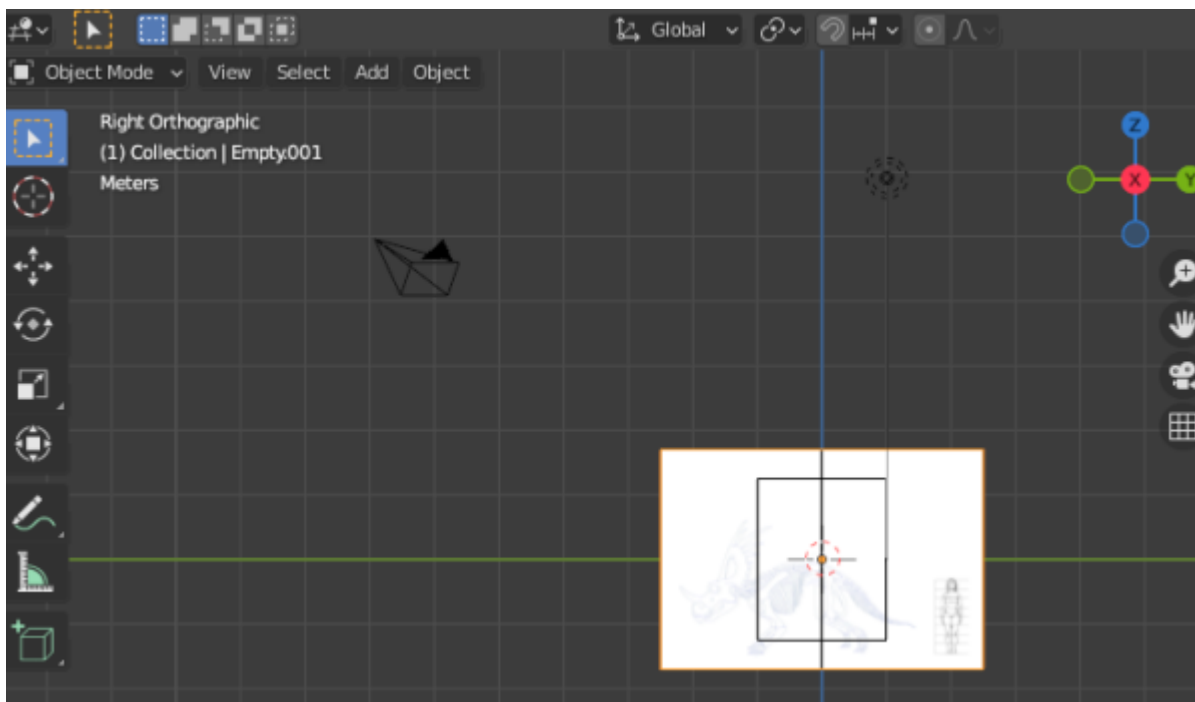 Global
Object Mode View Select Add Object
Right Orthographic
(1) Collection | Empty.001
Meters
Z
X
Y